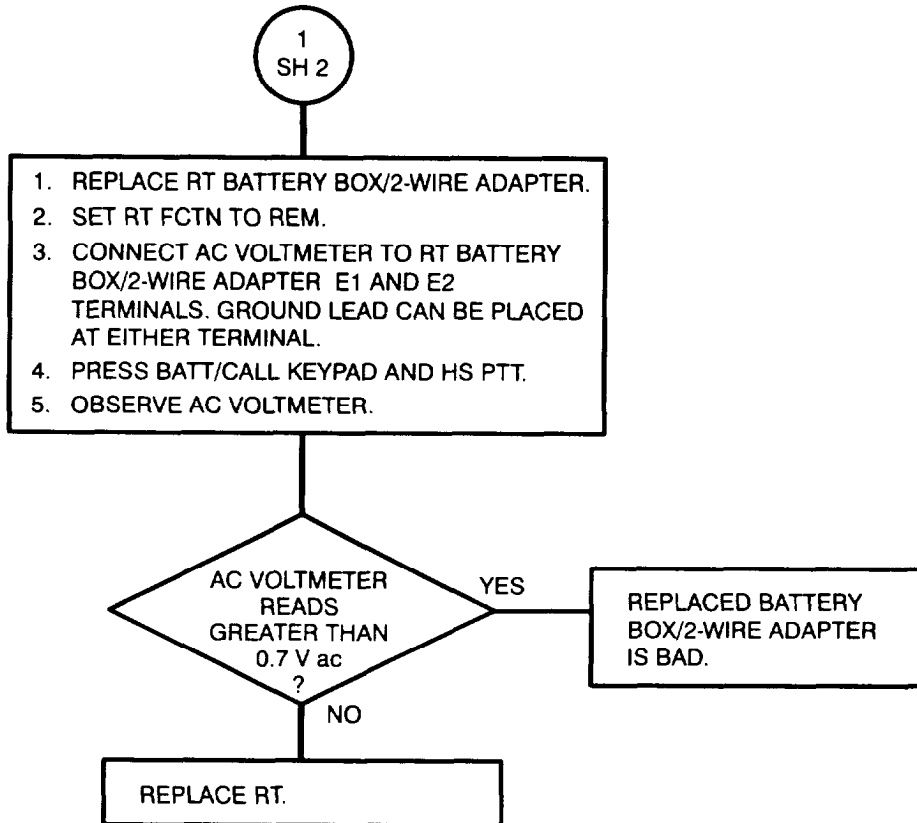 1
SH 2
1. REPLACE RT BATTERY BOX/2-WIRE ADAPTER.
2. SET RT FCTN TO REM.
3. CONNECT AC VOLTMETER TO RT BATTERY
BOX/2-WIRE ADAPTER E1 AND E2
TERMINALS. GROUND LEAD CAN BE PLACED
AT EITHER TERMINAL.
4. PRESS BATT/CALL KEYPAD AND HS PTT.
5. OBSERVE AC VOLTMETER.
AC VOLTMETER
READS
GREATER THAN
0.7 V ac
?
YES
REPLACED BATTERY
BOX/2-WIRE ADAPTER
IS BAD.
NO
REPLACE RT.